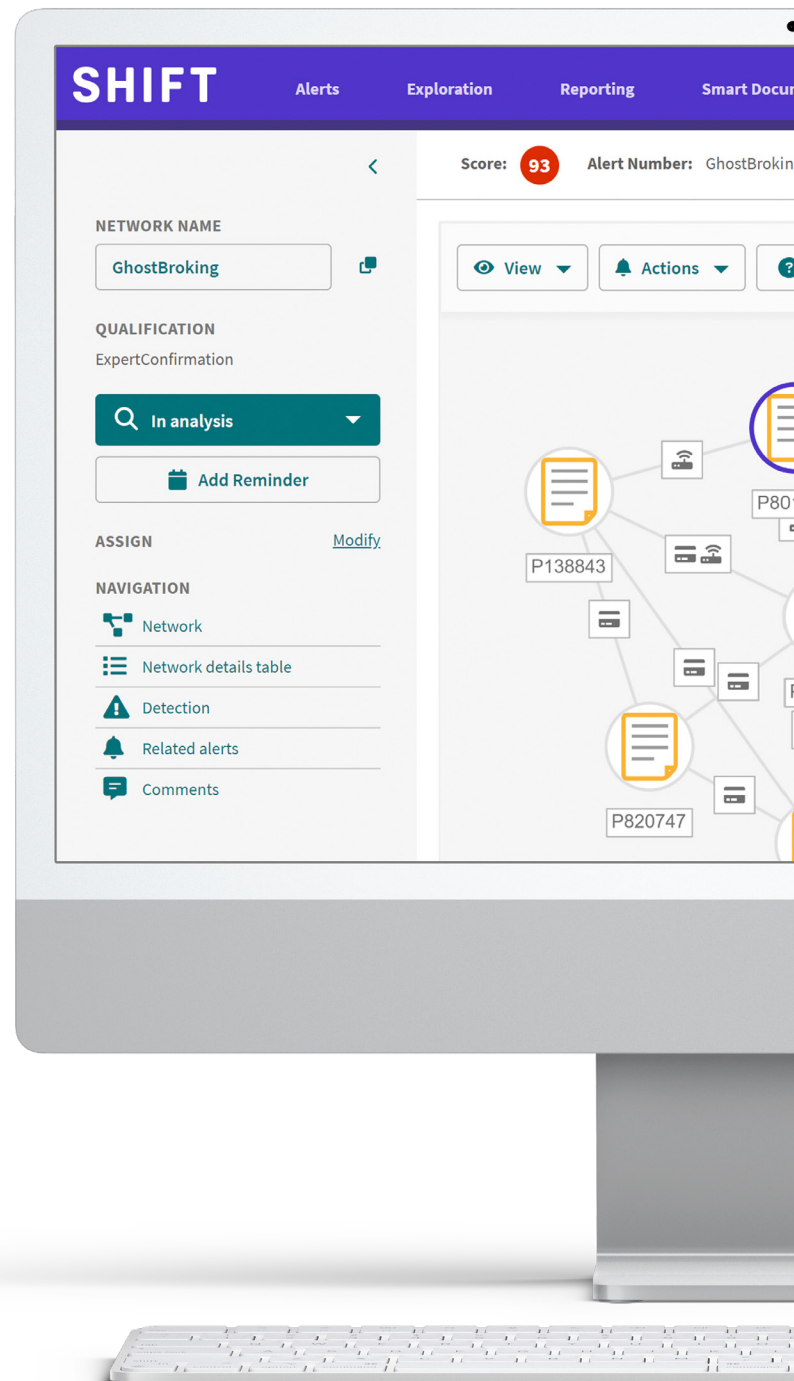 SHIFT
Alerts
Exploration
Reporting
Smart
Score: 93
Alert Number:
NETWORK NAME
GhostBroking
View
Actions
?
QUALIFICATION
ExpertConfirmation
In analysis
Add Reminder
ASSIGN
Modify
P138843
NAVIGATION
Network
Network details table
Detection
Related alerts
Comments
P820747